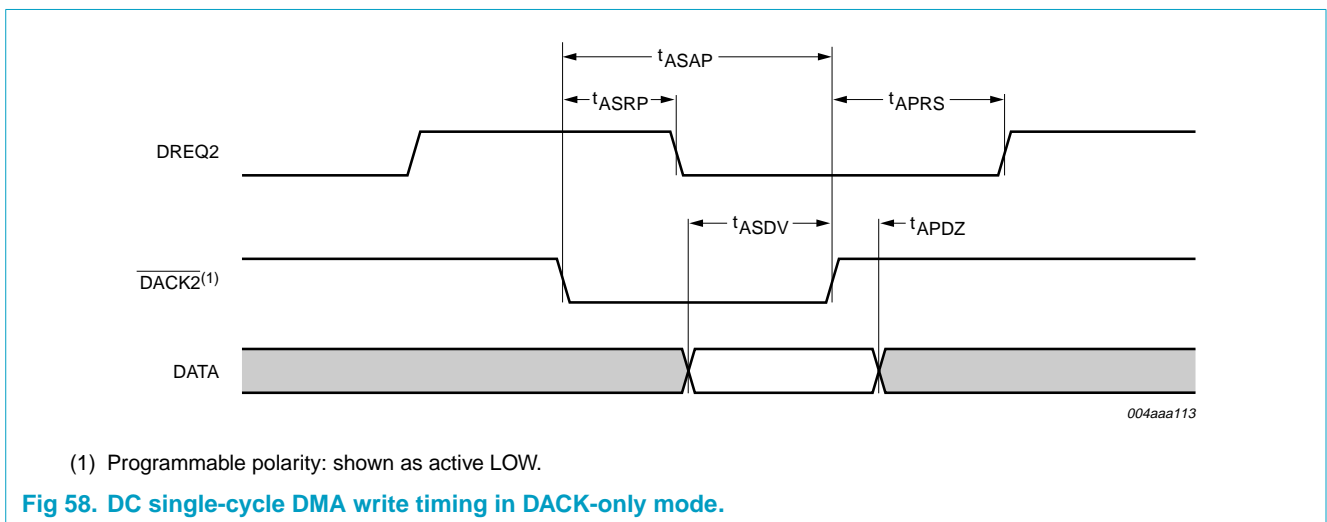 tASAP
tASRP
tAPRS
DREQ2
tASDV
tAPDZ
DACK2(1)
DATA
004aaa113
(1) Programmable polarity: shown as active LOW.
Fig 58. DC single-cycle DMA write timing in DACK-only mode.